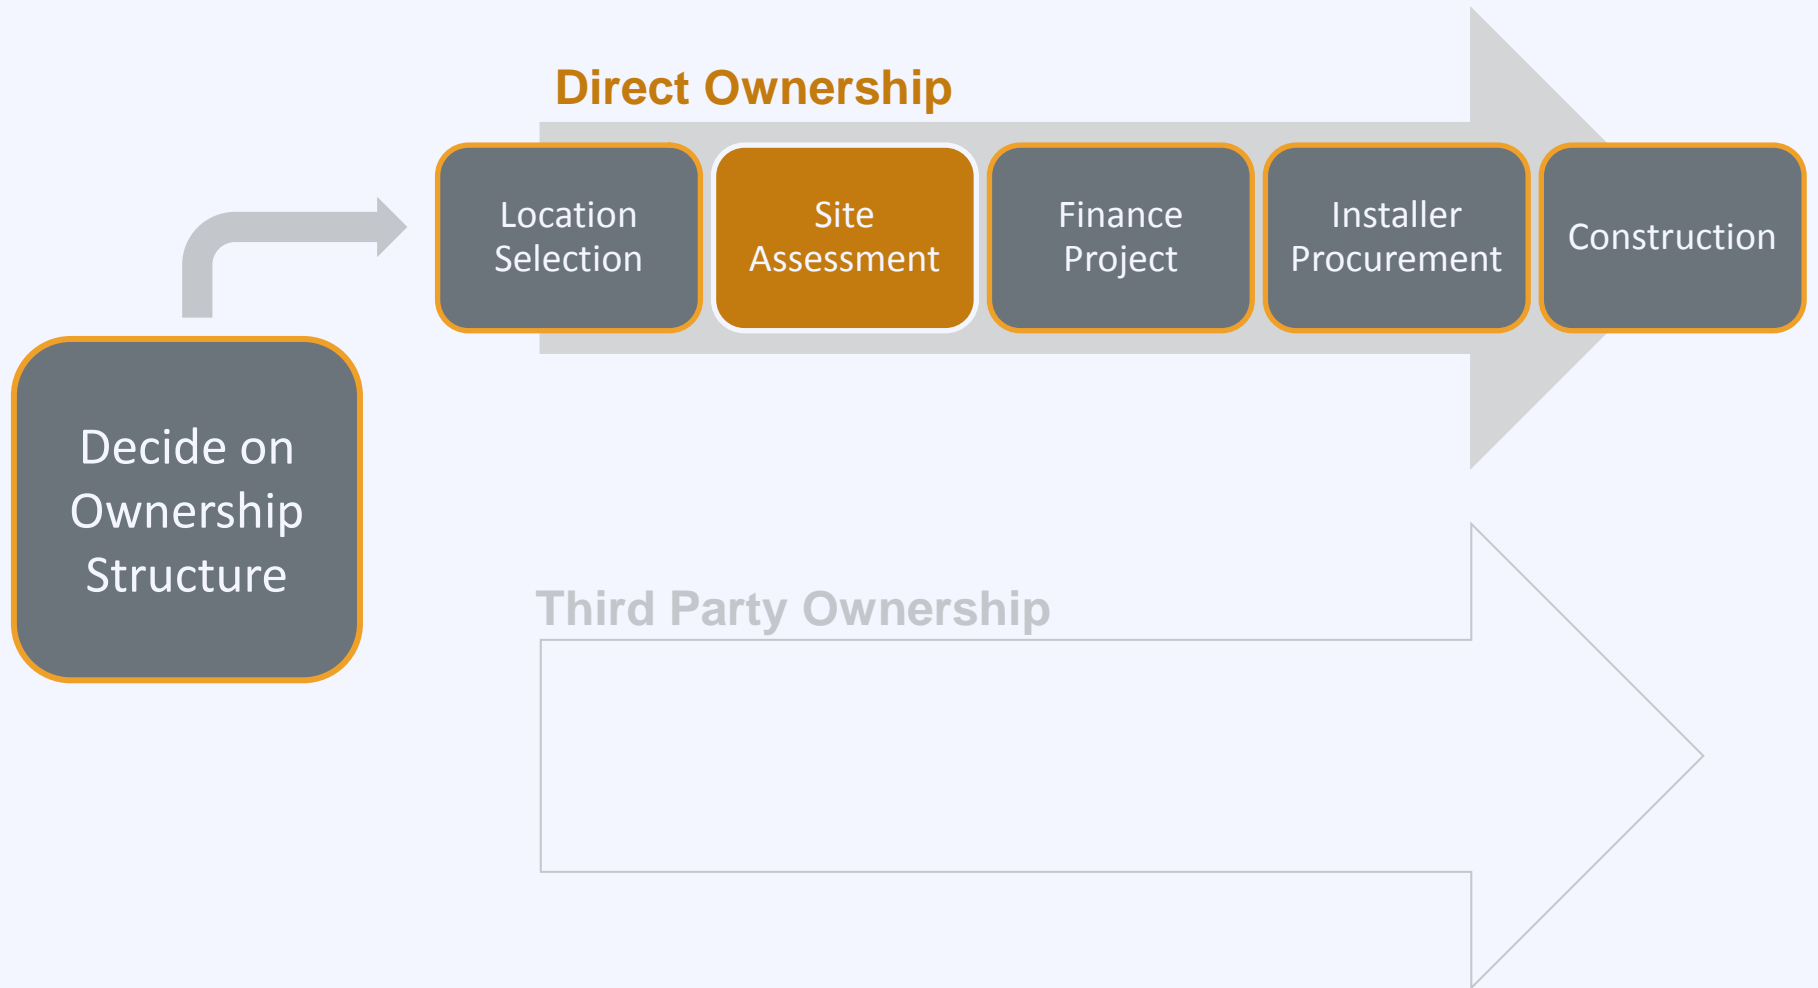 Direct Ownership
Location
Selection
Site
Assessment
Finance
Project
Installer
Procurement
Construction
Decide on
Ownership
Structure
Third Party Ownership